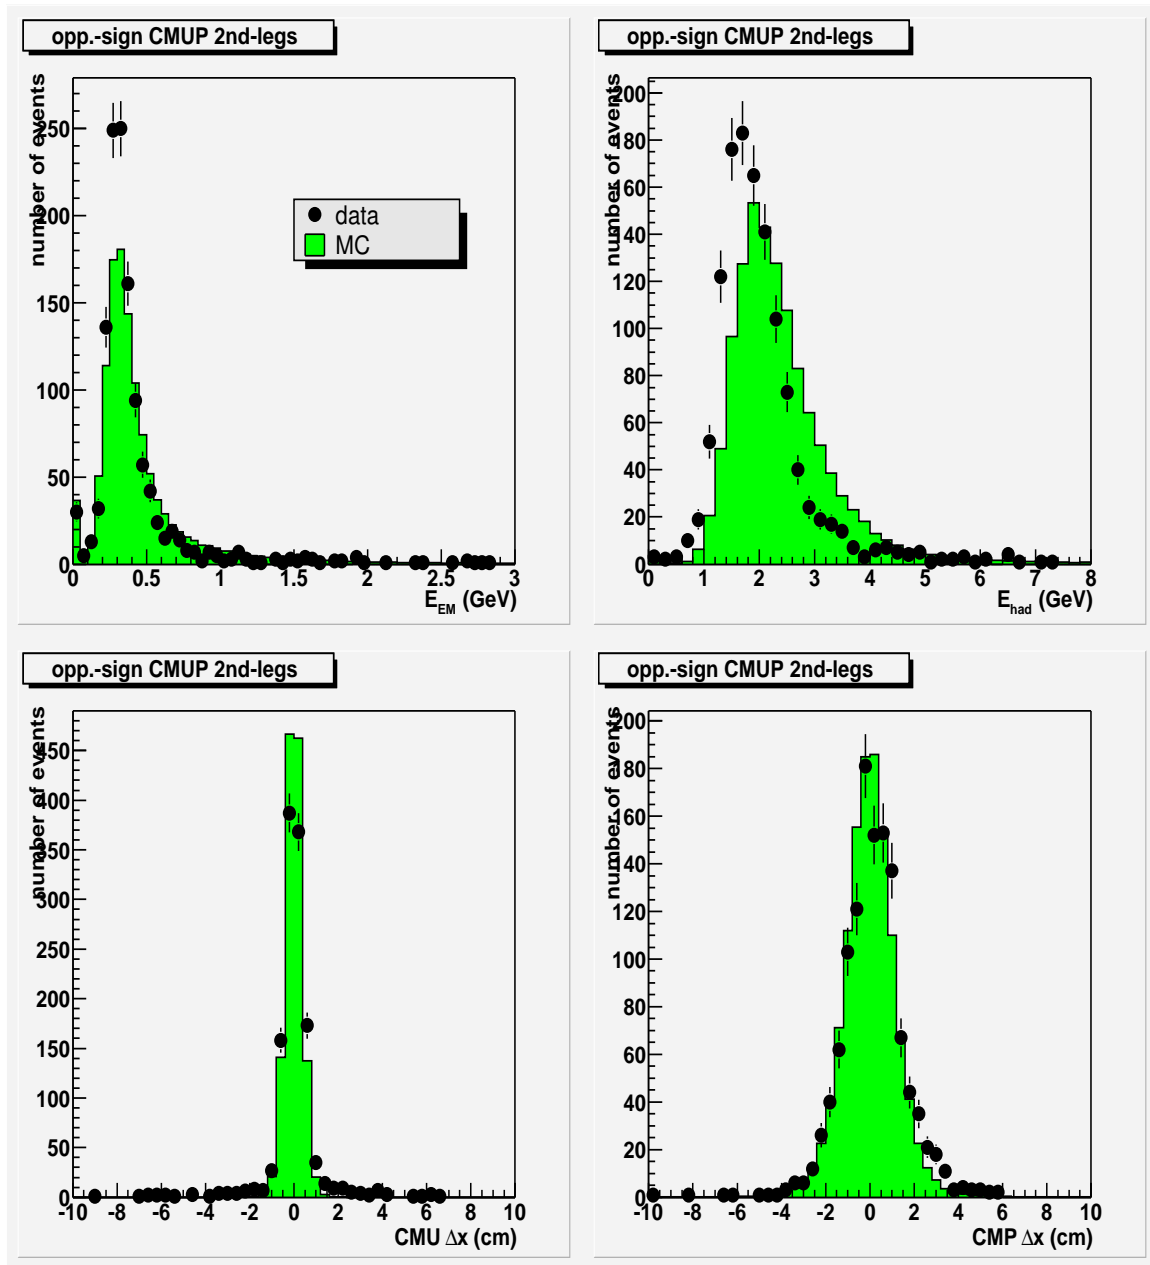 opp.-sign CMUP 2nd-legs
number of events
250
200
150
100
50
0
0 0.5 1 1.5 2 2.5 3
E_EM (GeV)
data
MC
opp.-sign CMUP 2nd-legs
number of events
200
180
160
140
120
100
80
60
40
20
0
0 1 2 3 4 5 6 7 8
E_had (GeV)
opp.-sign CMUP 2nd-legs
number of events
450
400
350
300
250
200
150
100
50
0
-10 -8 -6 -4 -2 0 2 4 6 8 10
CMU Δx (cm)
opp.-sign CMUP 2nd-legs
number of events
200
180
160
140
120
100
80
60
40
20
0
-10 -8 -6 -4 -2 0 2 4 6 8 10
CMP Δx (cm)